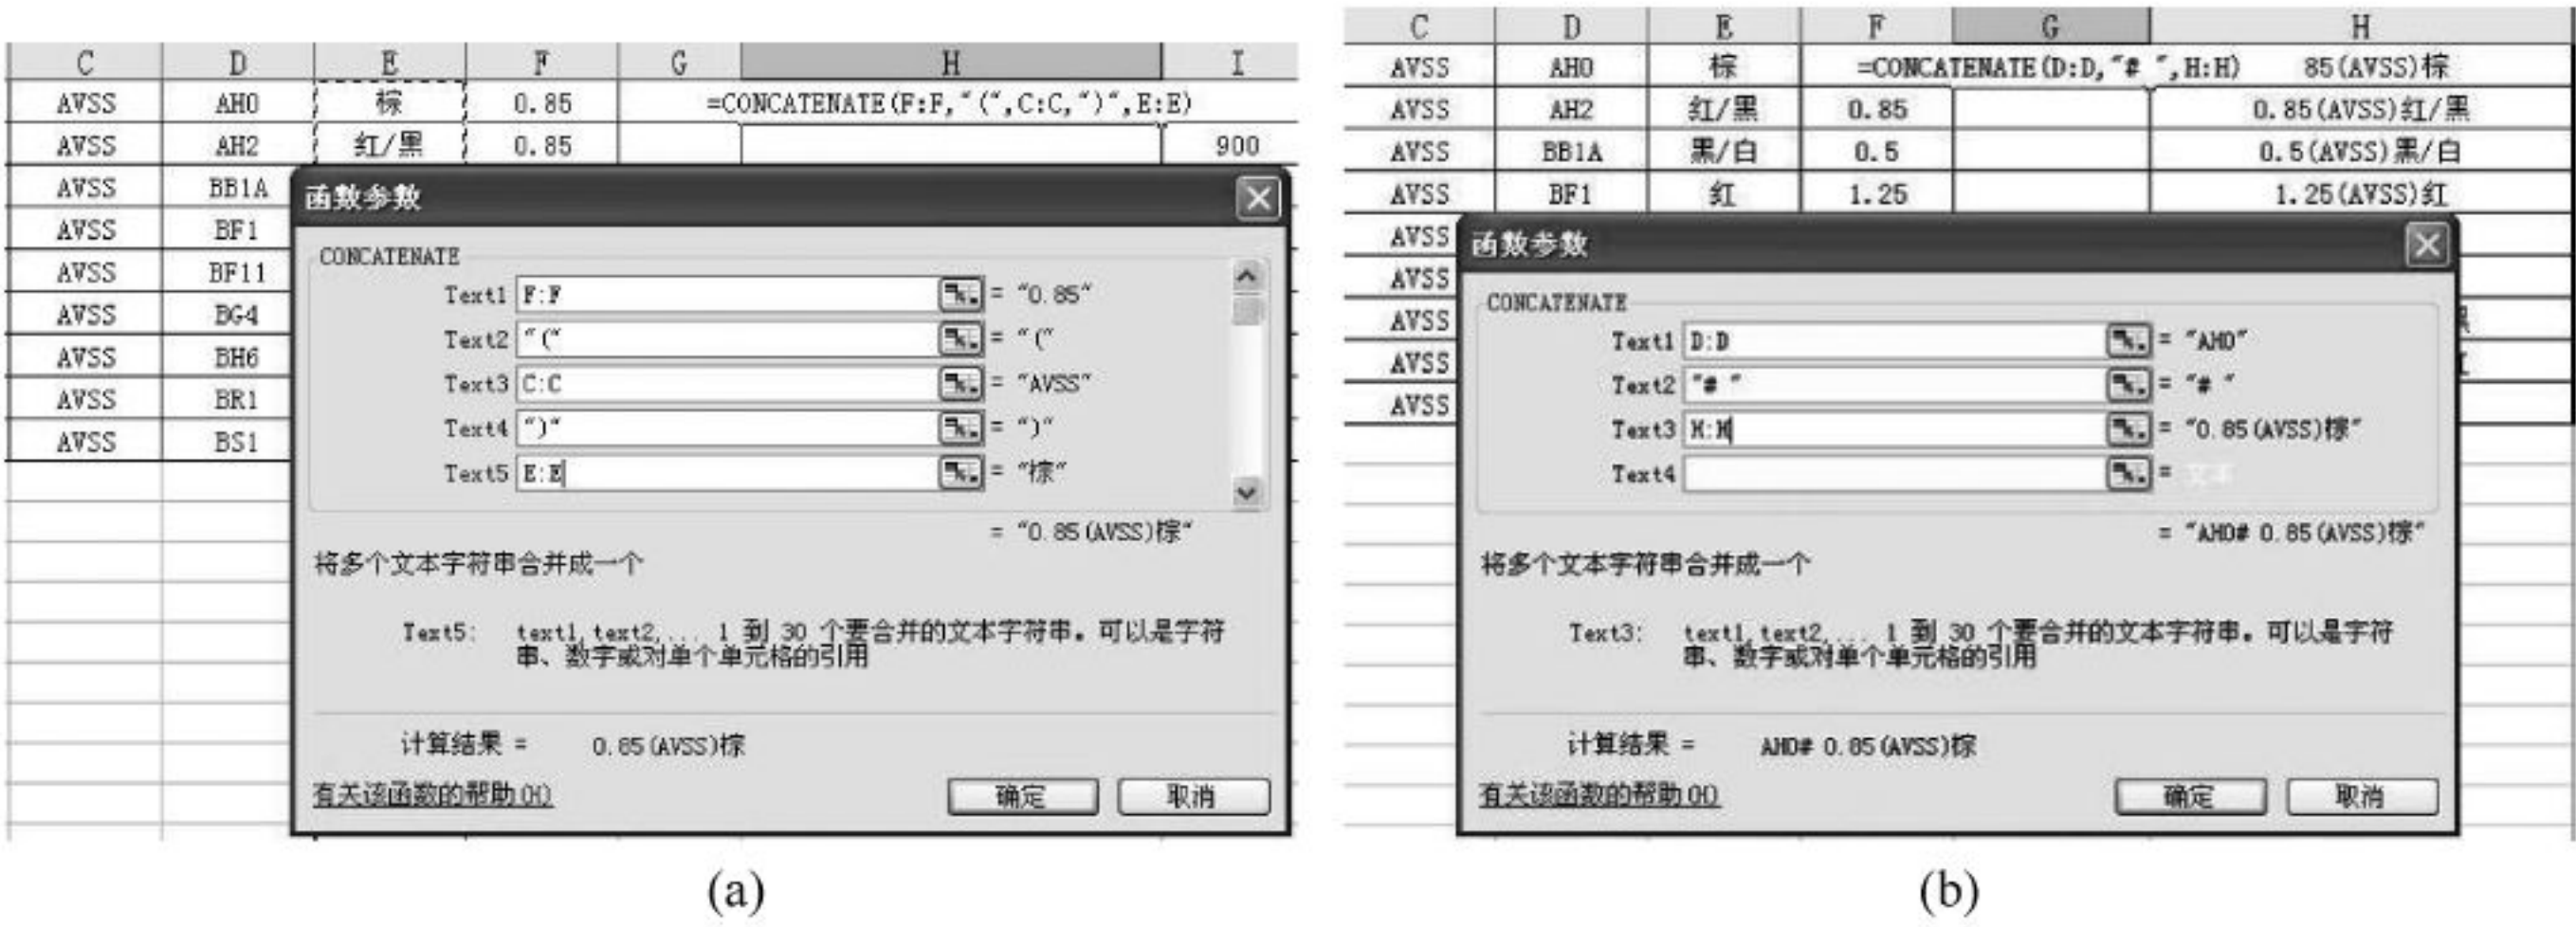 C D E F G H I
AVSS AH0 棕 0.85 =CONCATENATE(F:F,"(",C:C,")",E:E)
AVSS AH2 红/黑 0.85 900
AVSS BB1A
AVSS BF1
AVSS BF11
AVSS BG4
AVSS BH6
AVSS BR1
AVSS BS1
函数参数
CONCATENATE
Text1 F:F = "0.85"
Text2 "(" = "("
Text3 C:C = "AVSS"
Text4 ")" = ")"
Text5 E:E = "棕"
= "0.85(AVSS)棕"
将多个文本字符串合并成一个
Text5: text1,text2,... 1 到 30 个要合并的文本字符串。可以是字符
串、数字或对单个单元格的引用
计算结果 = 0.85(AVSS)棕
有关该函数的帮助(H)
确定 取消
(a)
C D E F G H
AVSS AH0 棕 =CONCATENATE(D:D,"# ",H:H) 85(AVSS)棕
AVSS AH2 红/黑 0.85 0.85(AVSS)红/黑
AVSS BB1A 黑/白 0.5 0.5(AVSS)黑/白
AVSS BF1 红 1.25 1.25(AVSS)红
AVSS
AVSS
AVSS
AVSS
AVSS
函数参数
CONCATENATE
Text1 D:D = "AH0"
Text2 "# " = "# "
Text3 H:H = "0.85(AVSS)棕"
Text4 = 文本
= "AH0# 0.85(AVSS)棕"
将多个文本字符串合并成一个
Text3: text1,text2,... 1 到 30 个要合并的文本字符串。可以是字符
串、数字或对单个单元格的引用
计算结果 = AH0# 0.85(AVSS)棕
有关该函数的帮助(H)
确定 取消
(b)